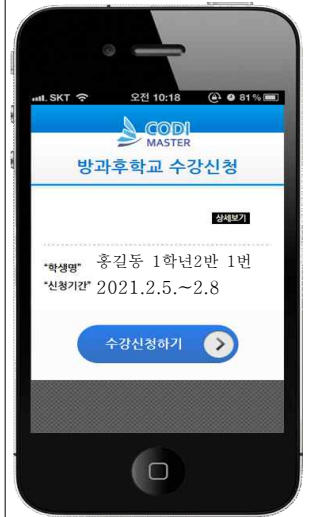 SKT 오전 10:18 81%
CODI
MASTER
방과후학교 수강신청
상세보기
"학생명" 홍길동 1학년2반 1번
"신청기간" 2021.2.5.~2.8
수강신청하기